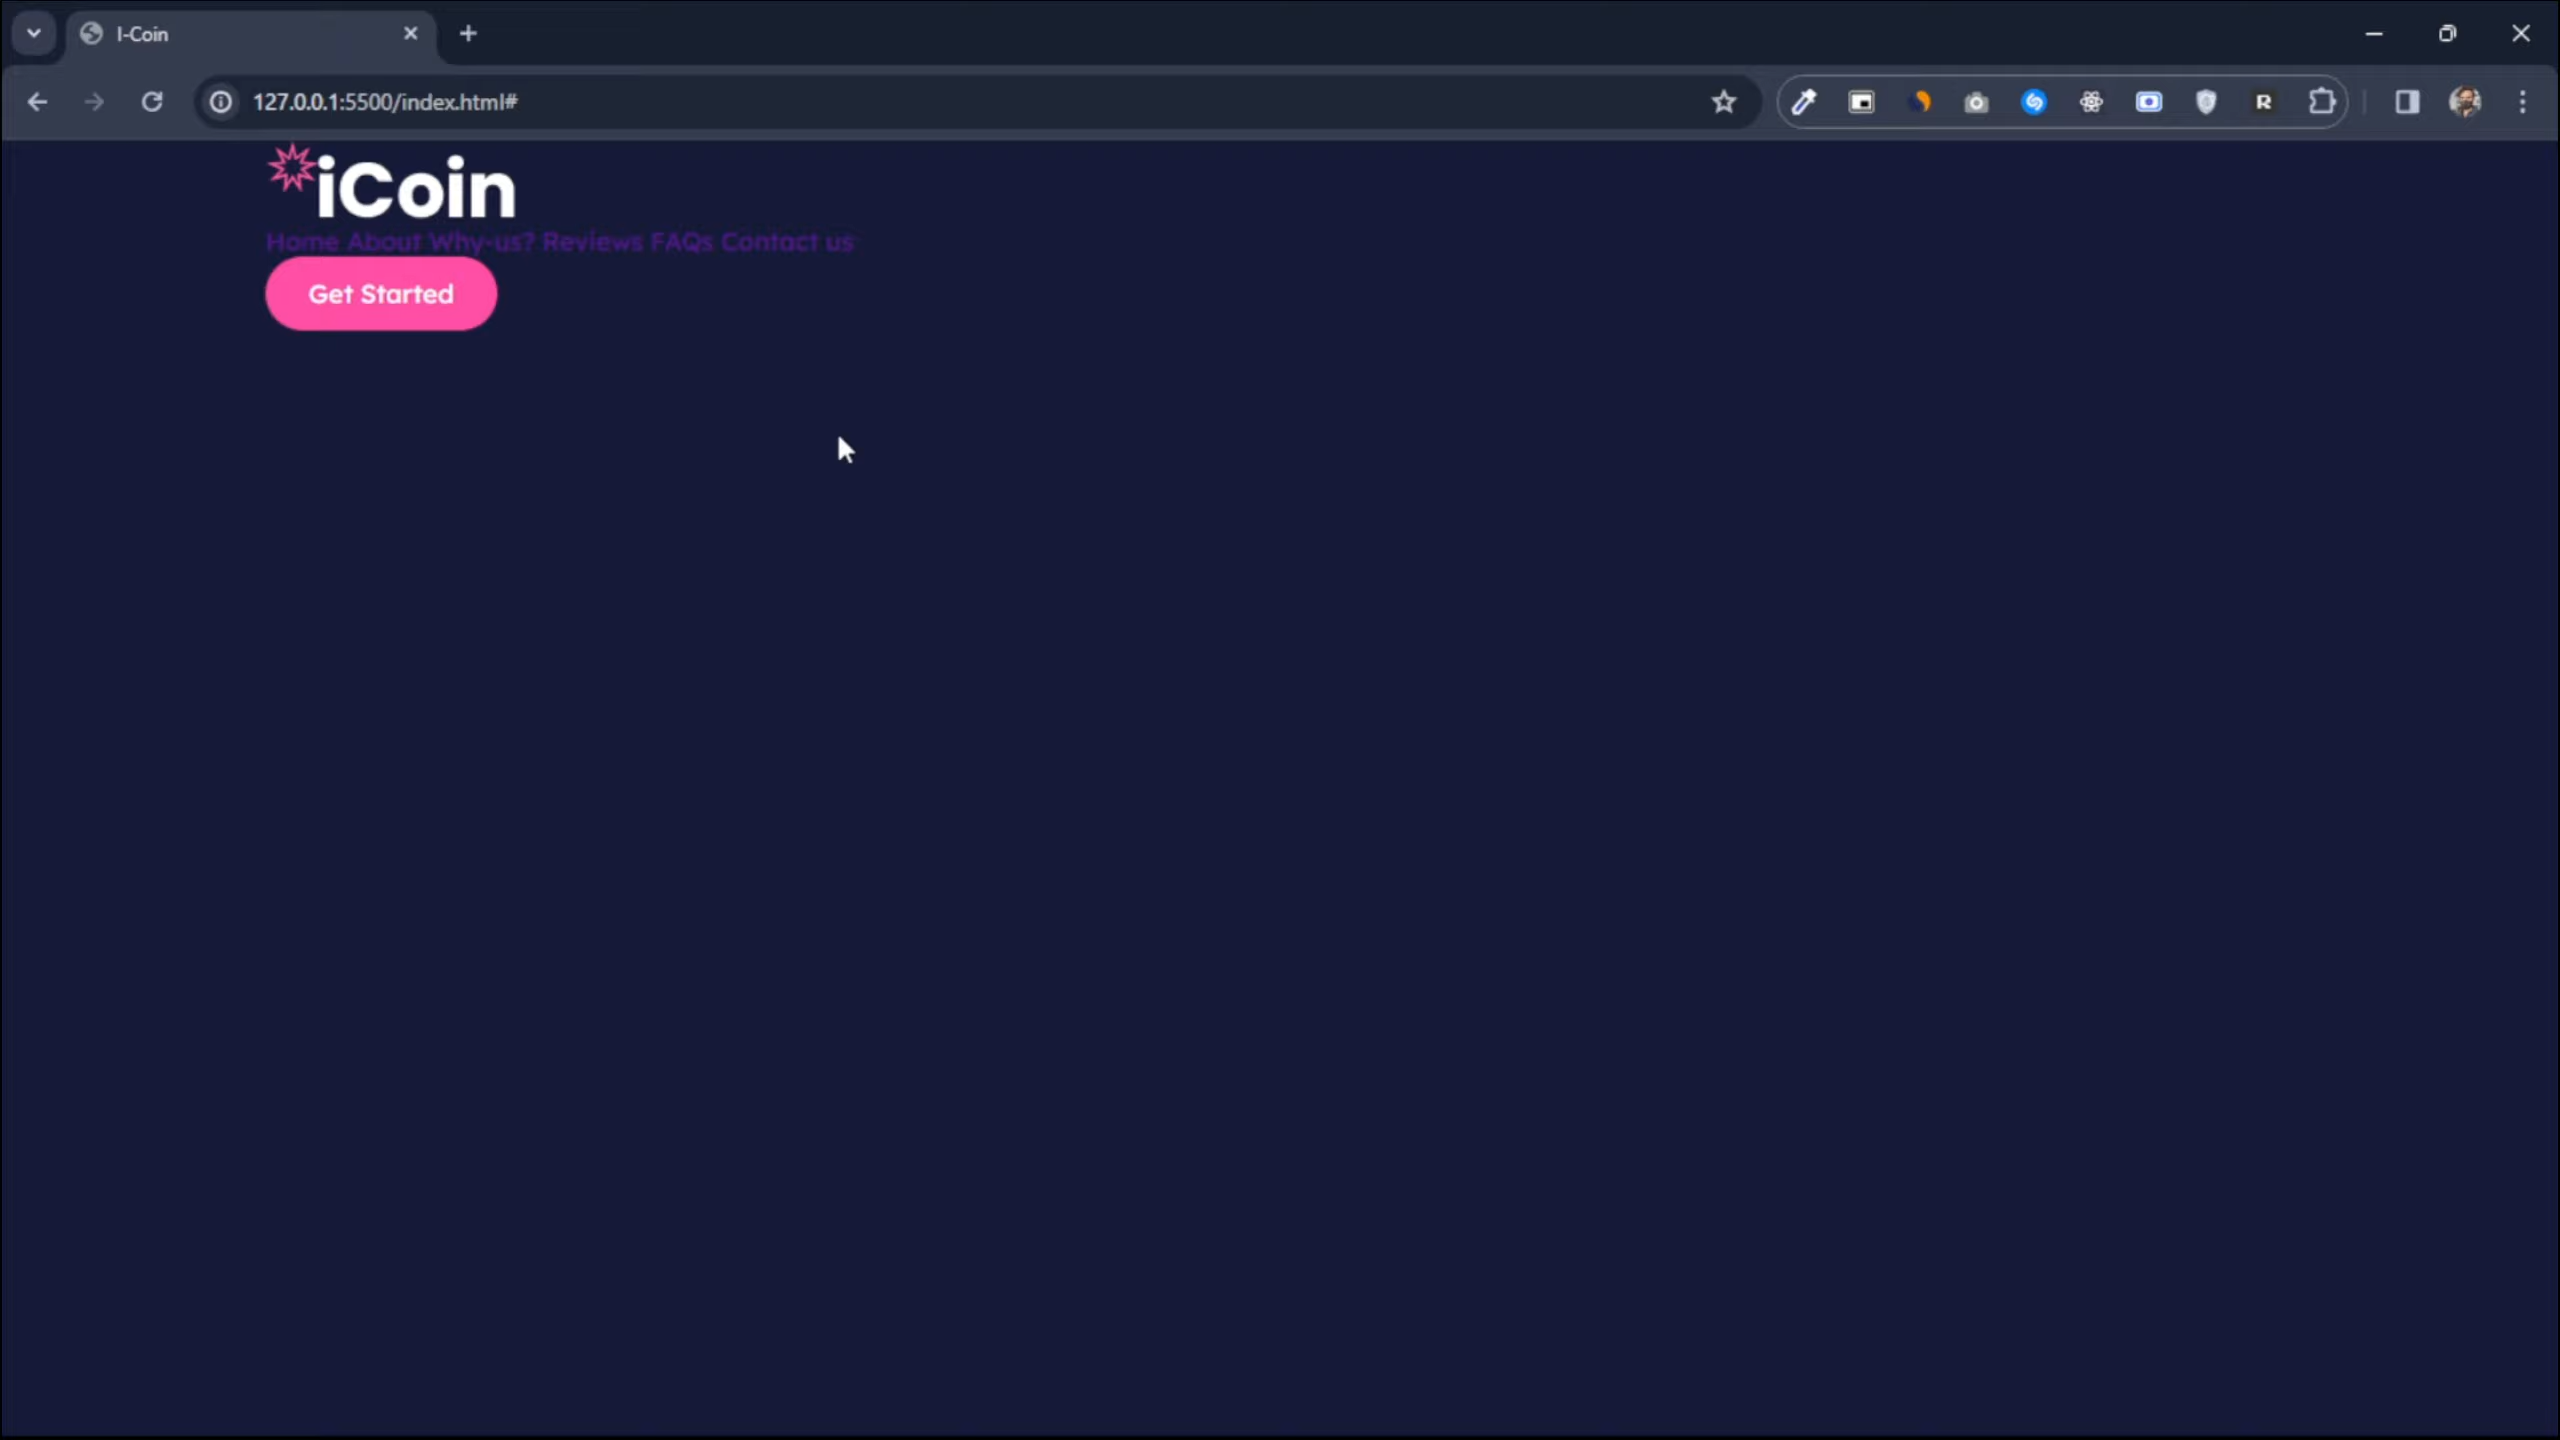 I-Coin
127.0.0.1:5500/index.html#
R
iCoin
Home About Why-us? Reviews FAQs Contact us
Get Started